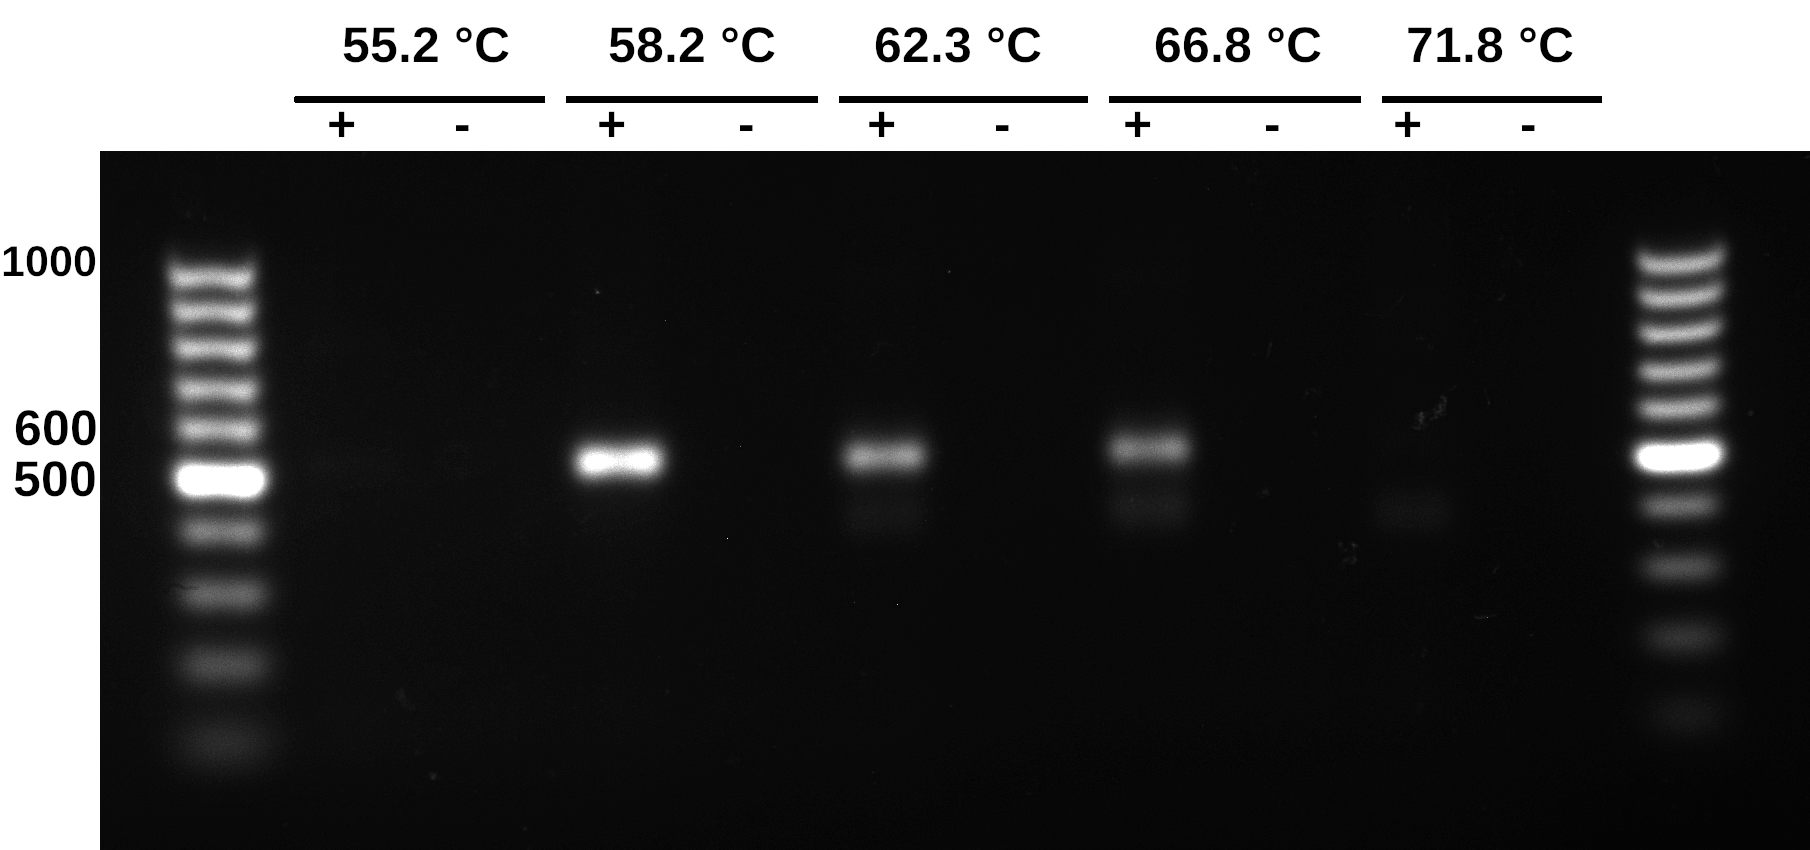 55.2 °C 58.2 °C 62.3 °C 66.8 °C 71.8 °C
+ - + - + - + - + -
1000
600
500